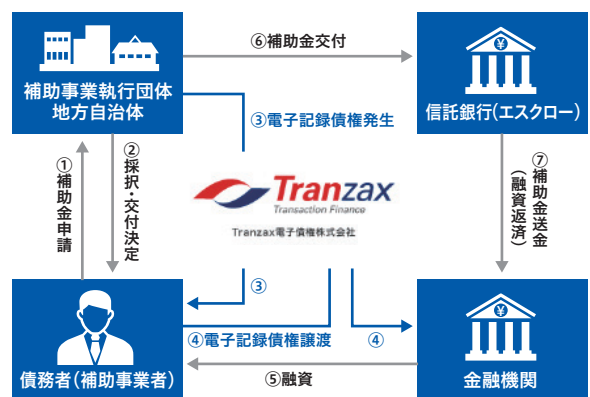 ⑥補助金交付
¥
補助事業執行団体
地方自治体
信託銀行(エスクロー)
③電子記録債権発生
①補助金申請
②採択・交付決定
⑦補助金送金
(融資返済)
Tranzax
Transaction Finance
Tranzax電子債権株式会社
③
④電子記録債権譲渡
④
¥
⑤融資
債務者(補助事業者)
金融機関